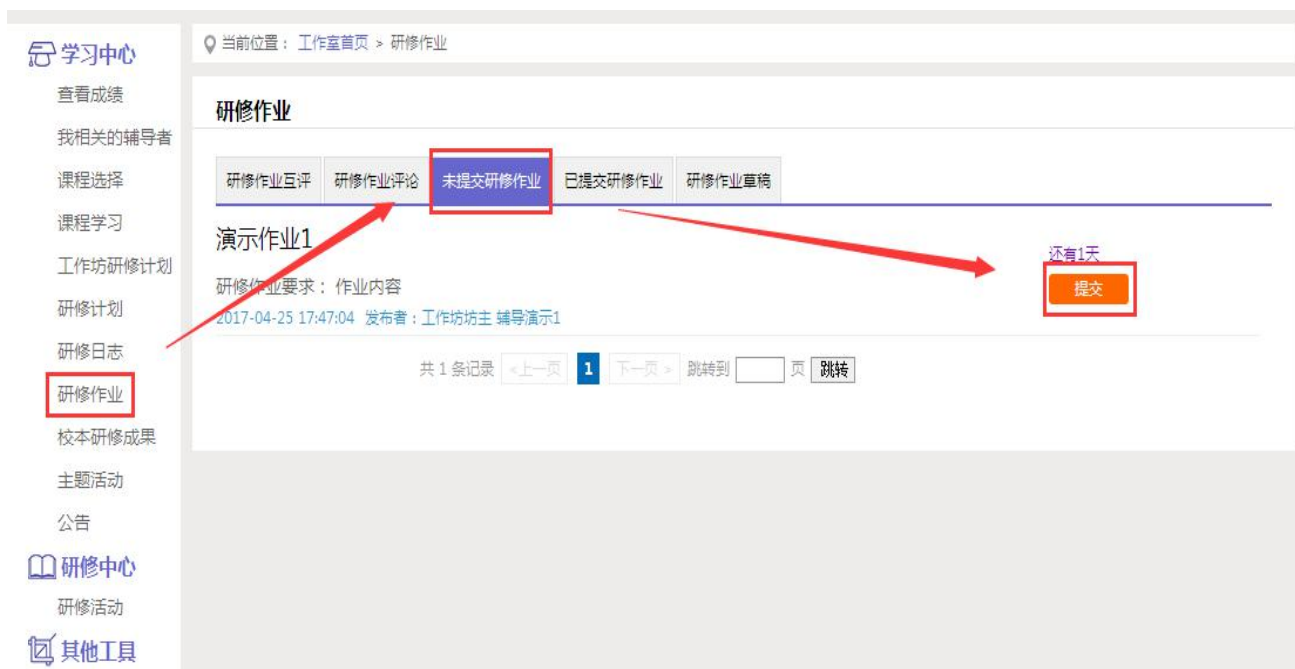 学习中心
查看成绩
我相关的辅导者
课程选择
课程学习
工作坊研修计划
研修计划
研修日志
研修作业
校本研修成果
主题活动
公告
研修中心
研修活动
其他工具
当前位置： 工作室首页 > 研修作业
研修作业
研修作业互评 研修作业评论 未提交研修作业 已提交研修作业 研修作业草稿
演示作业1
还有1天
研修作业要求：作业内容
提交
2017-04-25 17:47:04 发布者：工作坊坊主 辅导演示1
共 1 条记录 «上一页 1 下一页 » 跳转到 页 跳转